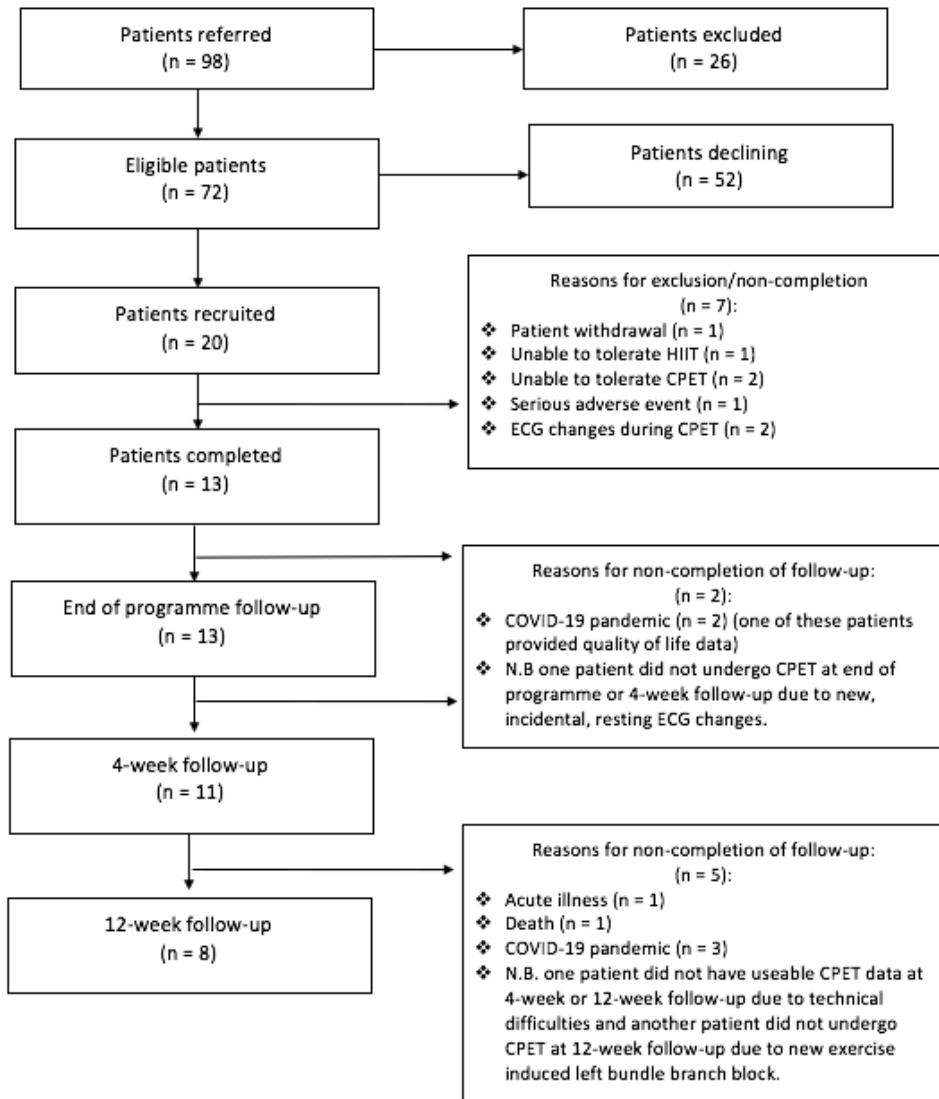 Patients referred
(n = 98)
Patients excluded
(n = 26)
Eligible patients
(n = 72)
Patients declining
(n = 52)
Patients recruited
(n = 20)
Reasons for exclusion/non-completion
(n = 7):
❖ Patient withdrawal (n = 1)
❖ Unable to tolerate HIIT (n = 1)
❖ Unable to tolerate CPET (n = 2)
❖ Serious adverse event (n = 1)
❖ ECG changes during CPET (n = 2)
Patients completed
(n = 13)
End of programme follow-up
(n = 13)
Reasons for non-completion of follow-up:
(n = 2):
❖ COVID-19 pandemic (n = 2) (one of these patients
provided quality of life data)
❖ N.B one patient did not undergo CPET at end of
programme or 4-week follow-up due to new,
incidental, resting ECG changes.
4-week follow-up
(n = 11)
Reasons for non-completion of follow-up:
(n = 5):
❖ Acute illness (n = 1)
❖ Death (n = 1)
❖ COVID-19 pandemic (n = 3)
❖ N.B. one patient did not have useable CPET data at
4-week or 12-week follow-up due to technical
difficulties and another patient did not undergo
CPET at 12-week follow-up due to new exercise
induced left bundle branch block.
12-week follow-up
(n = 8)